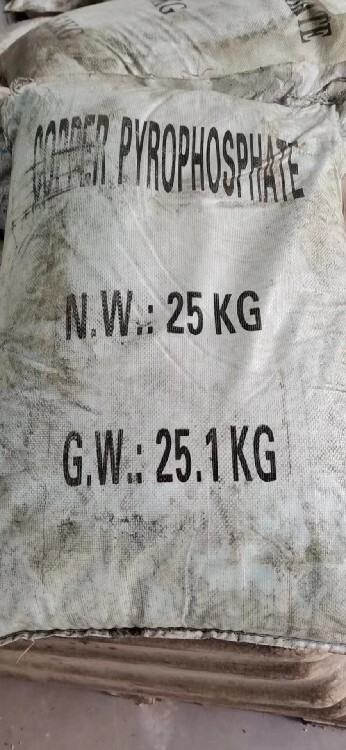 COPPER PYROPHOSPHATE
N.W.: 25 KG
G.W.: 25.1 KG